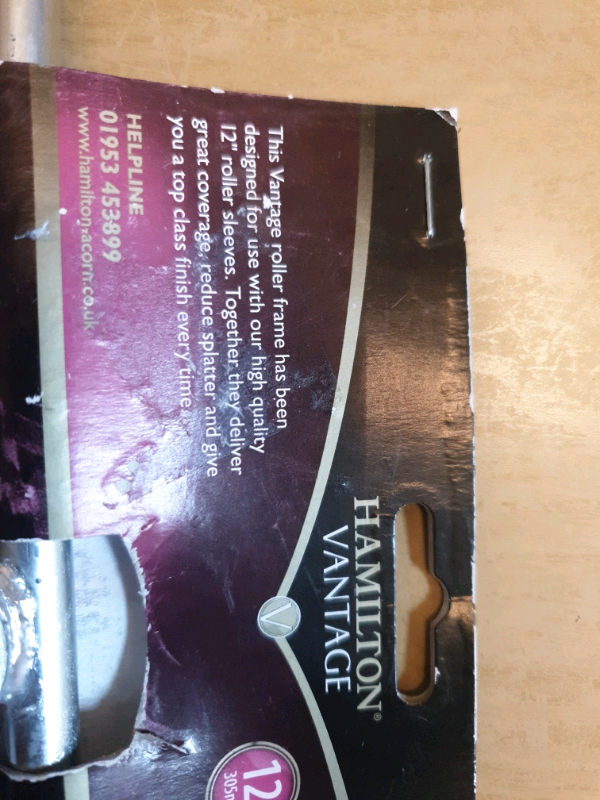 HAMILTON®
VANTAGE
V
This Vantage roller frame has been
designed for use with our high quality
12" roller sleeves. Together they deliver
great coverage, reduce splatter and give
you a top class finish every time.
HELPLINE
01953 453899
www.hamilton-acorn.co.uk
12